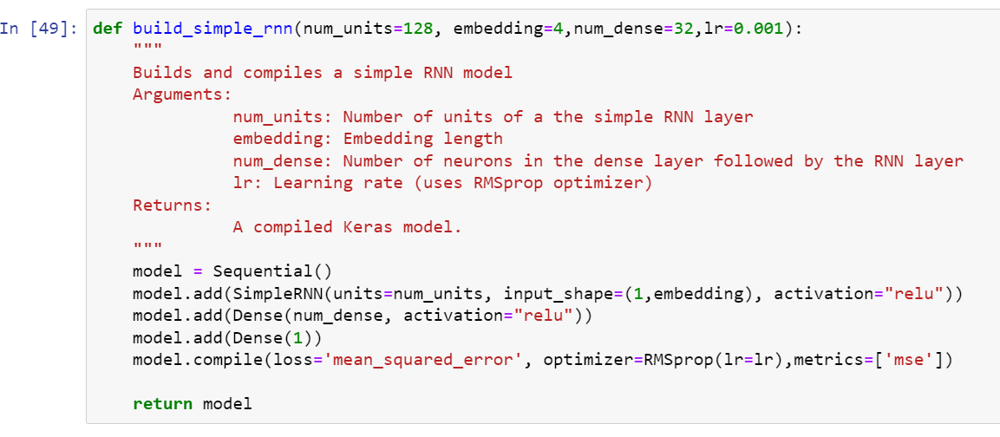 In [49]: def build_simple_rnn(num_units=128, embedding=4,num_dense=32,lr=0.001):
"""
Builds and compiles a simple RNN model
Arguments:
num_units: Number of units of a the simple RNN layer
embedding: Embedding length
num_dense: Number of neurons in the dense layer followed by the RNN layer
lr: Learning rate (uses RMSprop optimizer)
Returns:
A compiled Keras model.
"""
model = Sequential()
model.add(SimpleRNN(units=num_units, input_shape=(1,embedding), activation="relu"))
model.add(Dense(num_dense, activation="relu"))
model.add(Dense(1))
model.compile(loss='mean_squared_error', optimizer=RMSprop(lr=lr),metrics=['mse'])
return model